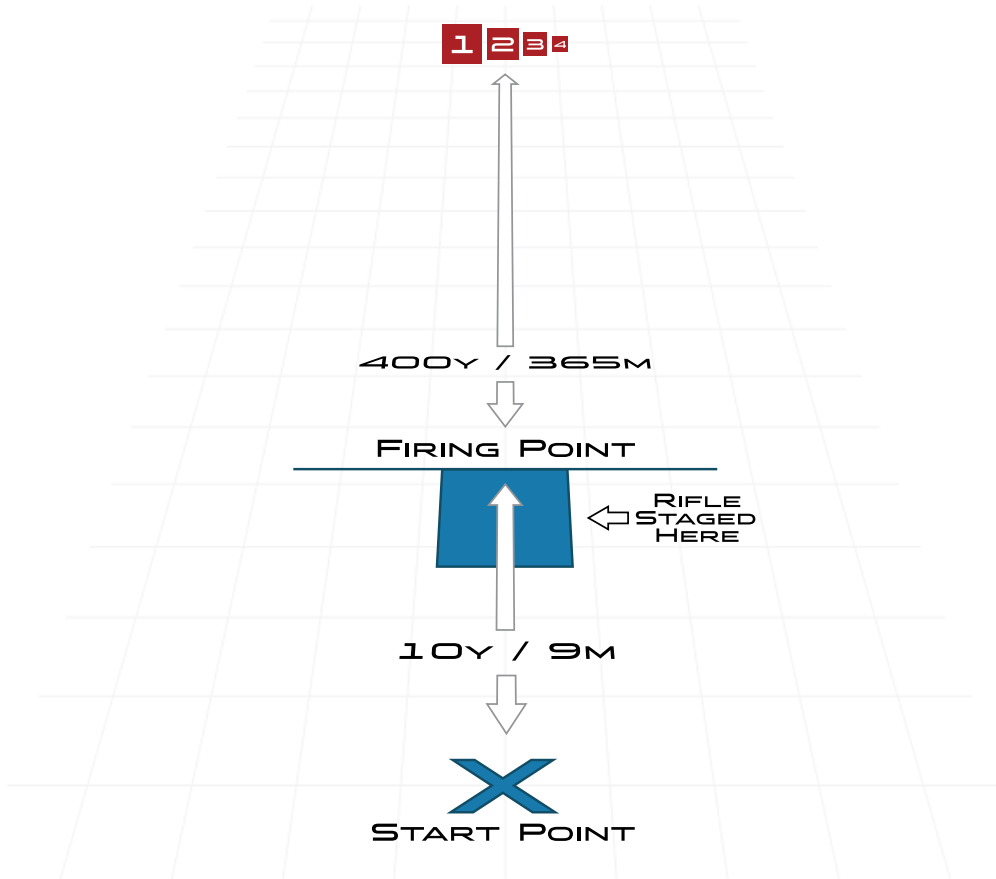 1 2 3 4
400Y / 365M
Firing Point
Rifle
Staged
Here
10Y / 9M
Start Point